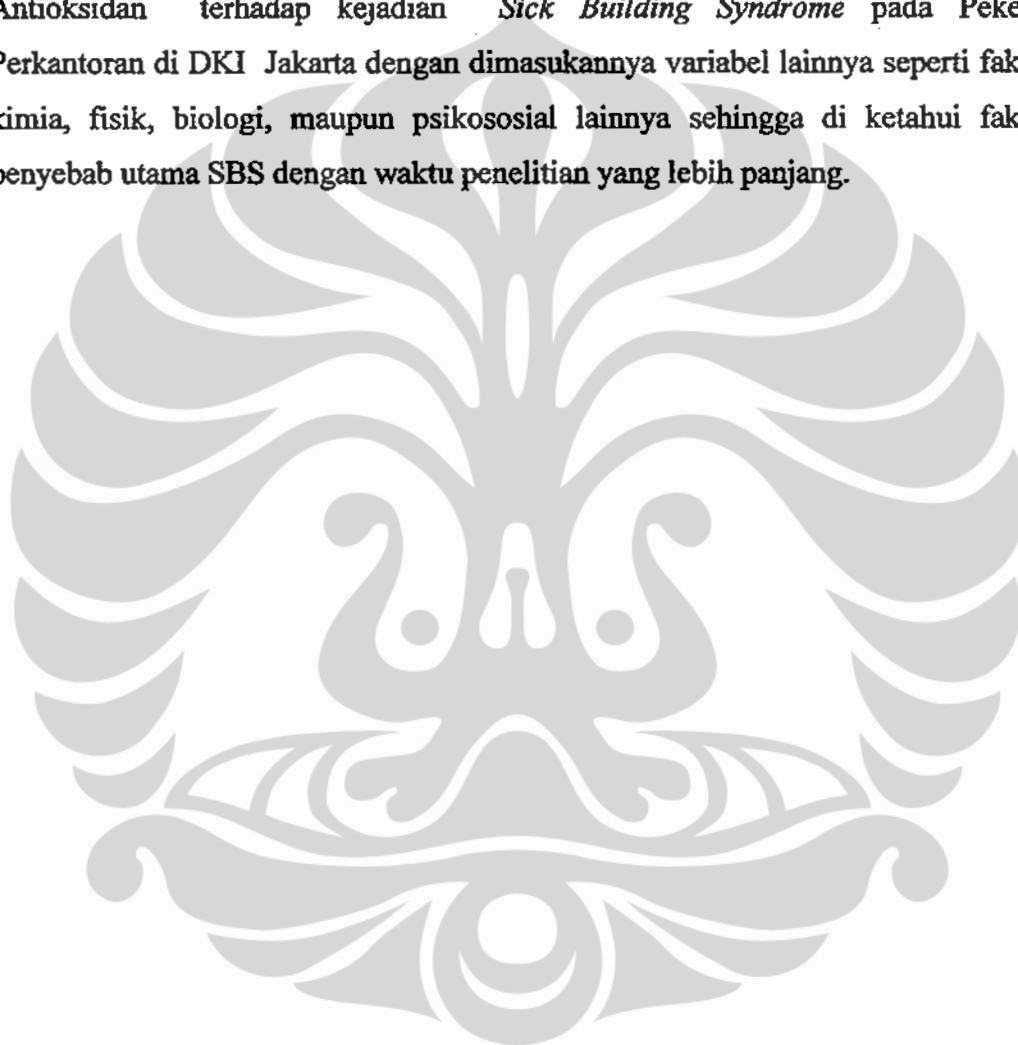 Antioksidan terhadap kejadian Sick Building Syndrome pada Peke
Perkantoran di DKI Jakarta dengan dimasukannya variabel lainnya seperti fak
kimia, fisik, biologi, maupun psikososial lainnya sehingga di ketahui fak
penyebab utama SBS dengan waktu penelitian yang lebih panjang.